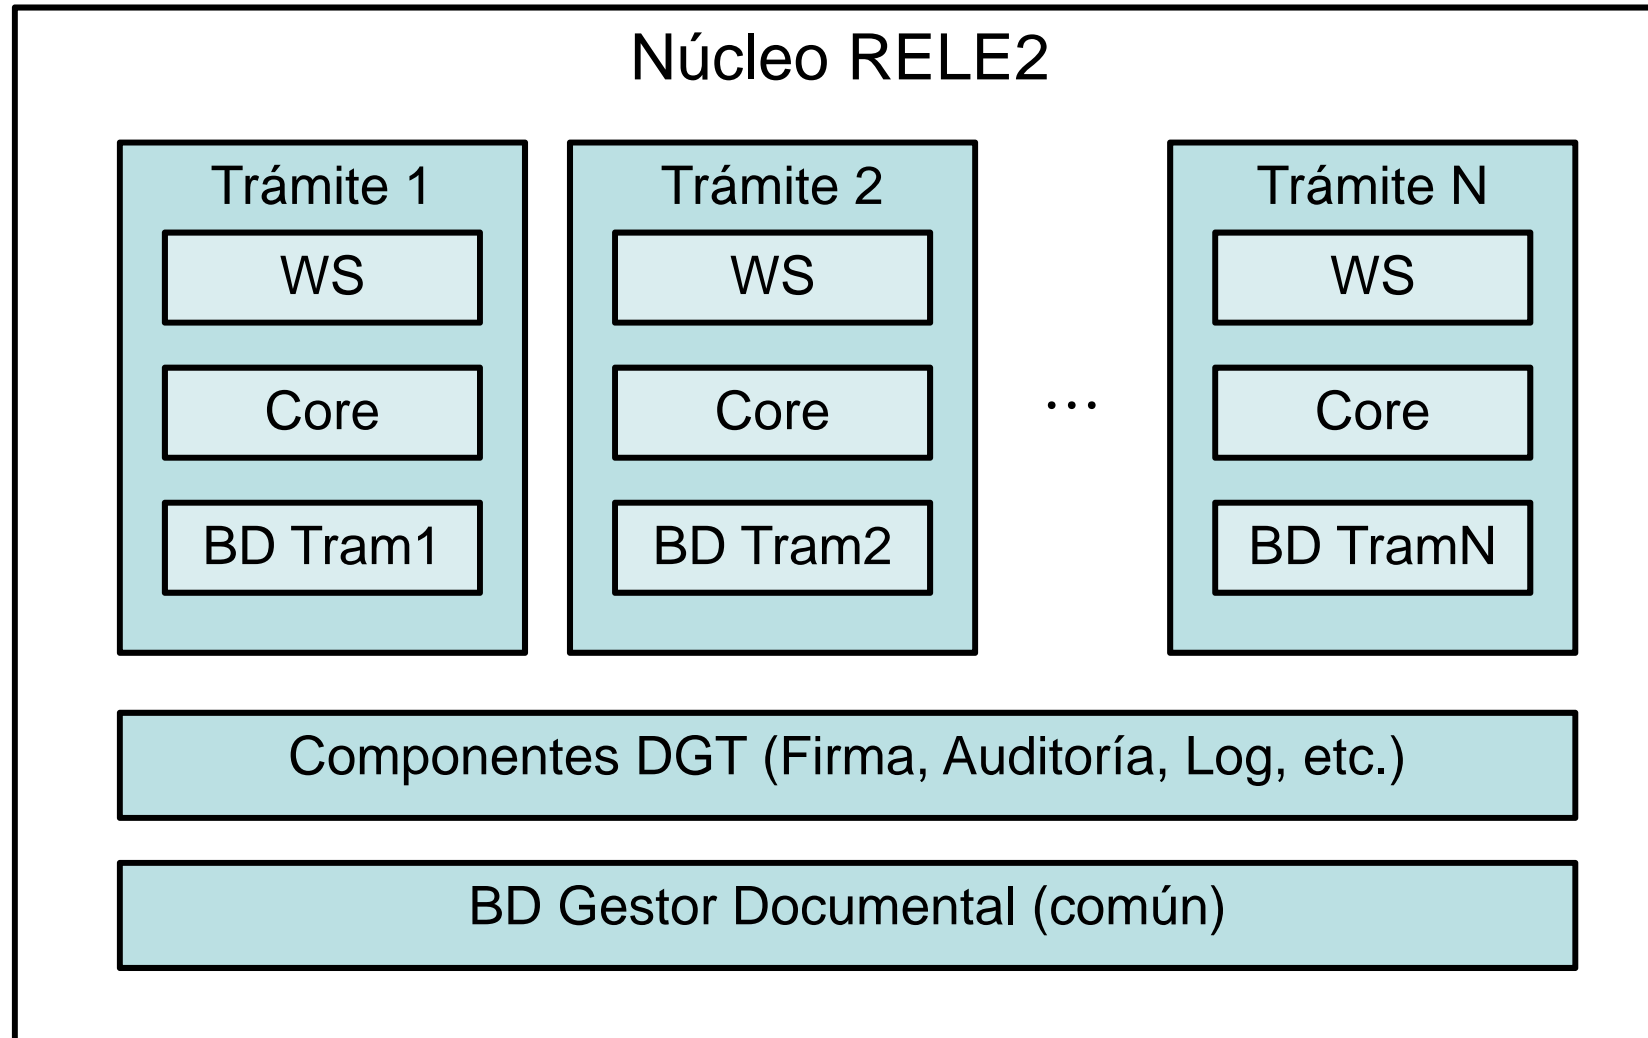 Núcleo RELE2
Trámite 1
WS
Core
BD Tram1
Trámite 2
WS
Core
BD Tram2
...
Trámite N
WS
Core
BD TramN
Componentes DGT (Firma, Auditoría, Log, etc.)
BD Gestor Documental (común)